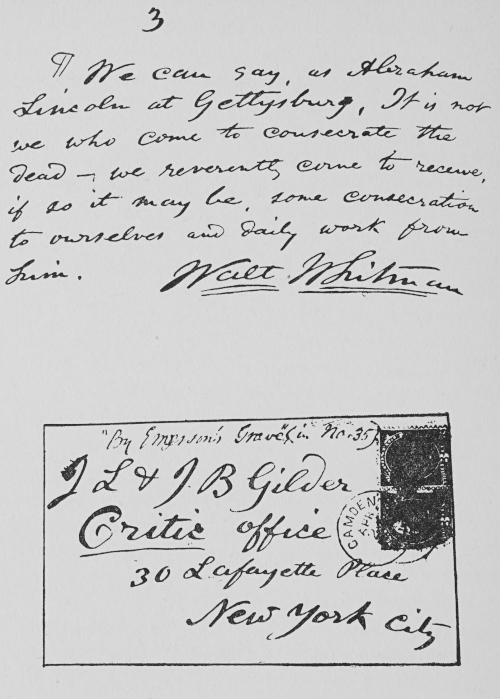 3
¶ We can say, as Abraham
Lincoln at Gettysburg, It is not
we who come to consecrate the
dead — we reverently come to receive,
if so it may be, some consecration
to ourselves and daily work from
him.
Walt Whitman
"By Emerson's Grave" in No. 35
J L & J B Gilder
Critic office
30 Lafayette Place
New York City
CAMDEN